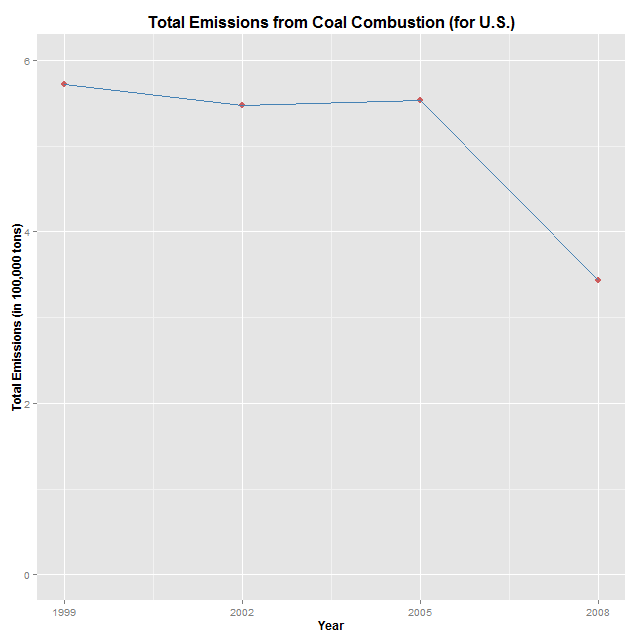 Total Emissions from Coal Combustion (for U.S.)
Total Emissions (in 100,000 tons)
6
4
2
0
1999 2002 2005 2008
Year